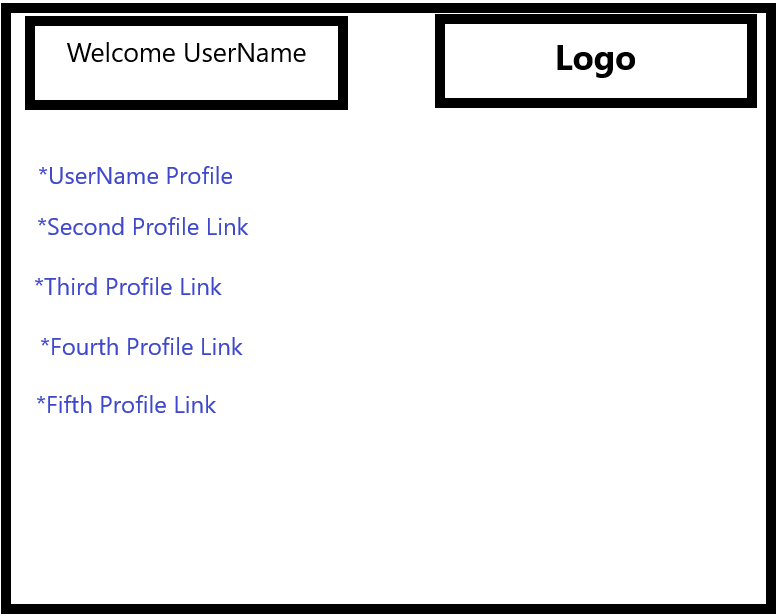 Welcome UserName
Logo
*UserName Profile
*Second Profile Link
*Third Profile Link
*Fourth Profile Link
*Fifth Profile Link